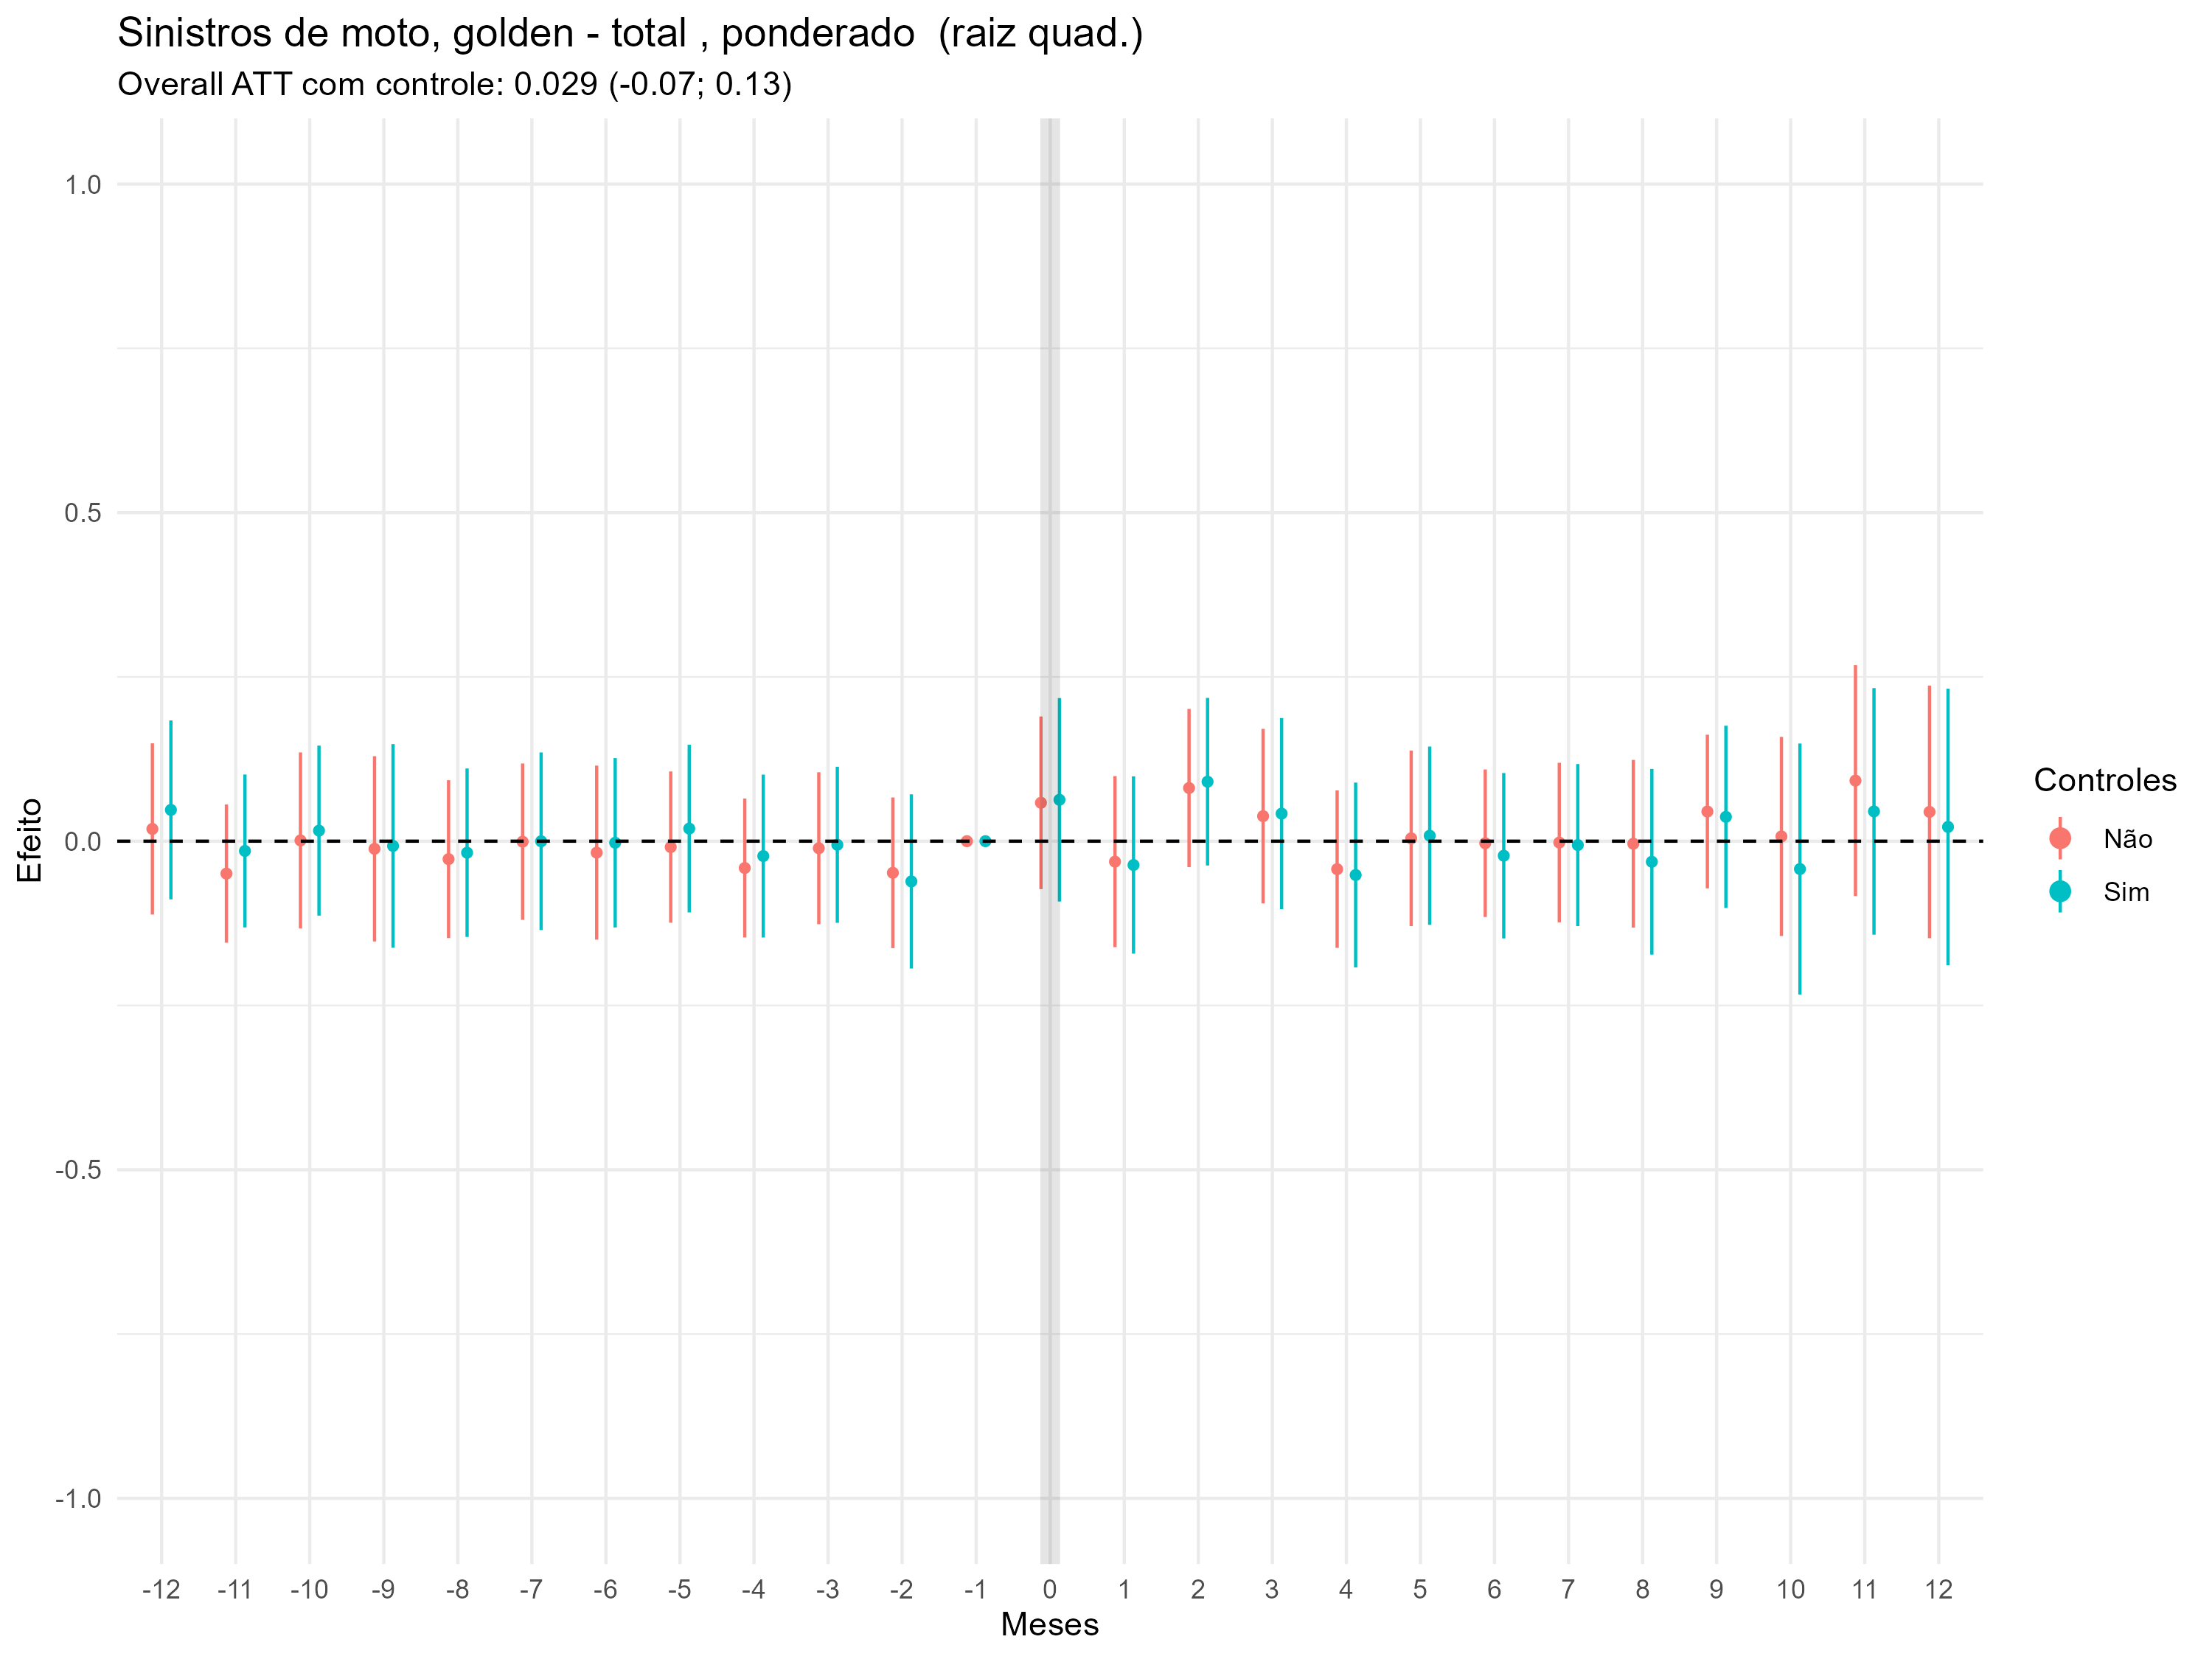 Sinistros de moto, golden - total , ponderado  (raiz quad.)
Overall ATT com controle: 0.029 (-0.07; 0.13)
1.0
0.5
0.0
-0.5
-1.0
Efeito
-12 -11 -10 -9 -8 -7 -6 -5 -4 -3 -2 -1 0 1 2 3 4 5 6 7 8 9 10 11 12
Meses
Controles
Não
Sim